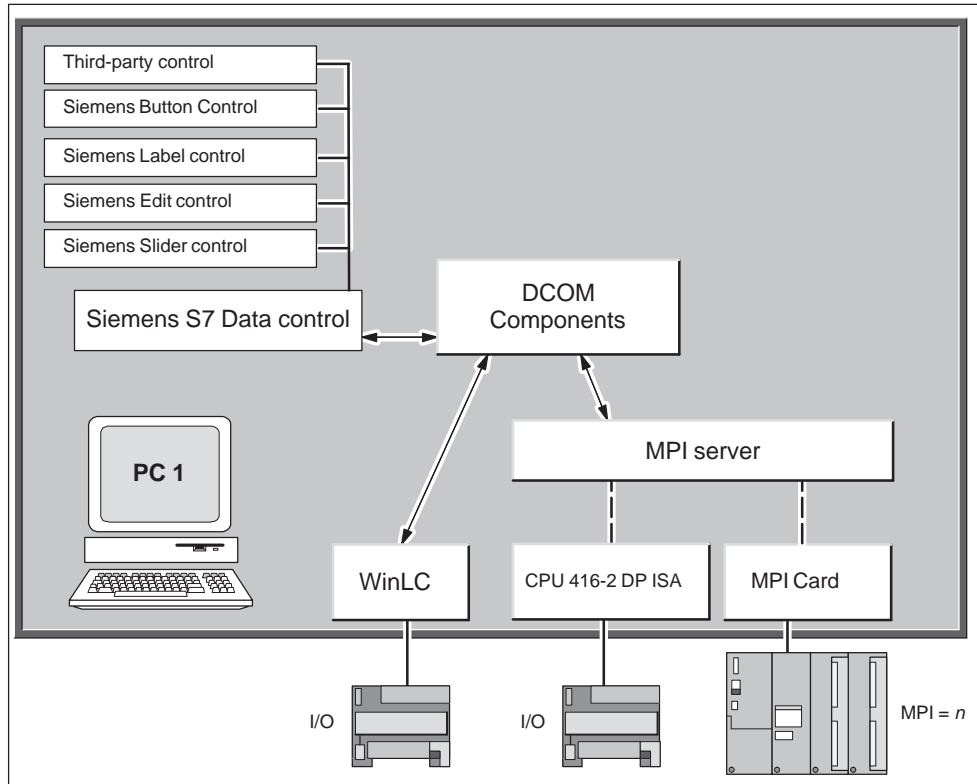 Third-party control
Siemens Button Control
Siemens Label control
Siemens Edit control
Siemens Slider control
Siemens S7 Data control
DCOM
Components
MPI server
PC 1
WinLC
CPU 416-2 DP ISA
MPI Card
I/O
I/O
MPI = n